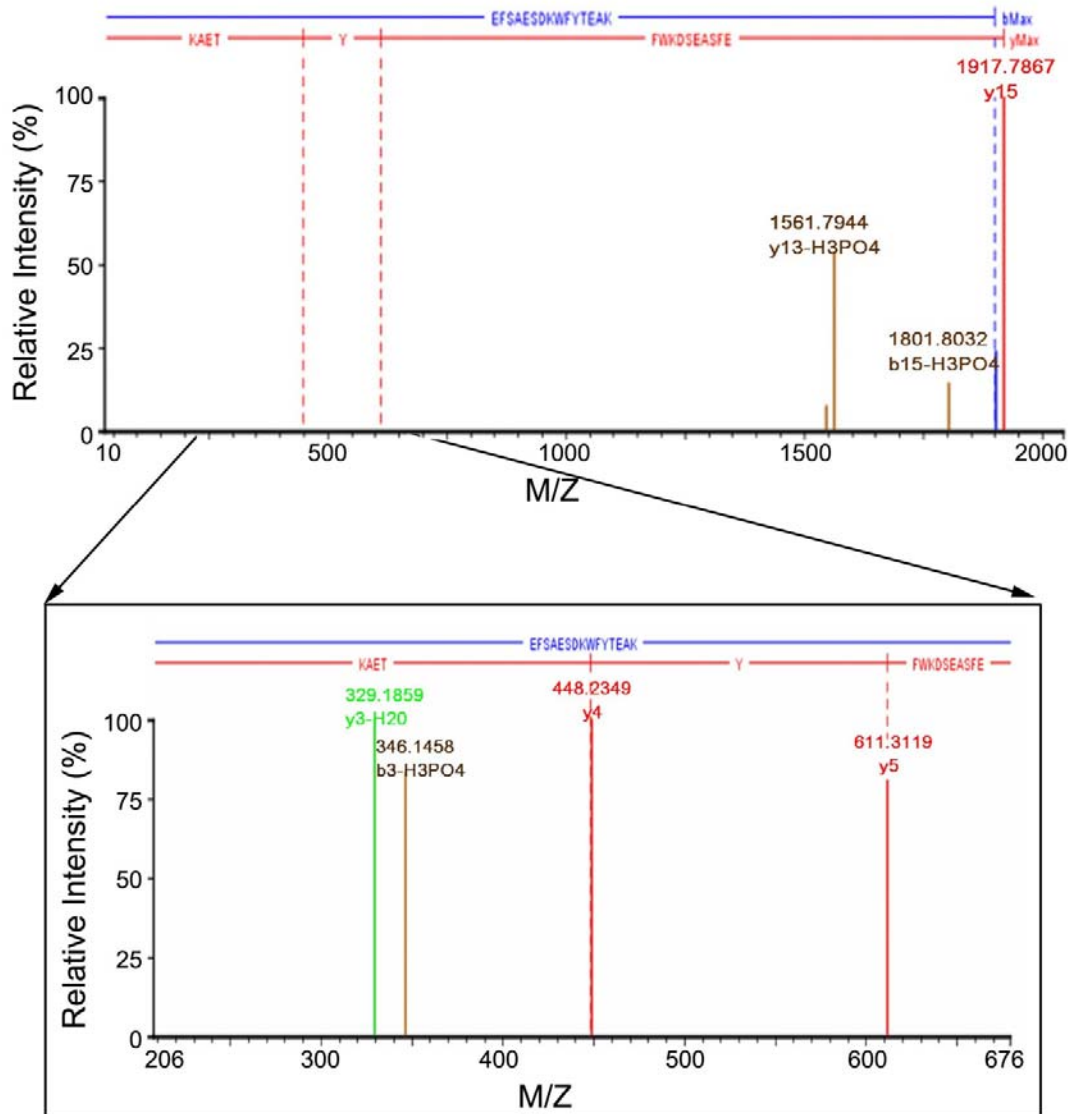 EFSAESDKWFYTEAK bMax
KAET Y FWKDSEASFE yMax
1917.7867
y15
Relative Intensity (%)
100
75
50
25
0
1561.7944
y13-H3PO4
1801.8032
b15-H3PO4
10 500 1000 1500 2000
M/Z
EFSAESDKWFYTEAK
KAET Y FWKDSEASFE
329.1859
y3-H20
346.1458
b3-H3PO4
448.2349
y4
611.3119
y5
Relative Intensity (%)
100
75
50
25
0
206 300 400 500 600 676
M/Z